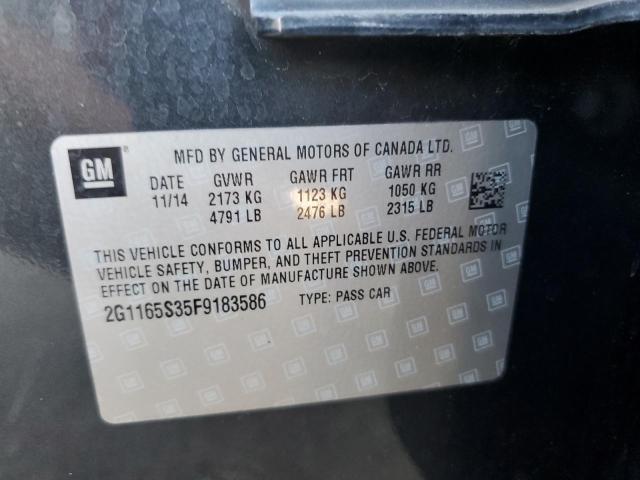 GM
MFD BY GENERAL MOTORS OF CANADA LTD.
DATE GVWR GAWR FRT GAWR RR
11/14 2173 KG 1123 KG 1050 KG
4791 LB 2476 LB 2315 LB
THIS VEHICLE CONFORMS TO ALL APPLICABLE U.S. FEDERAL MOTOR
VEHICLE SAFETY, BUMPER, AND THEFT PREVENTION STANDARDS IN
EFFECT ON THE DATE OF MANUFACTURE SHOWN ABOVE.
2G1165S35F9183586 TYPE: PASS CAR